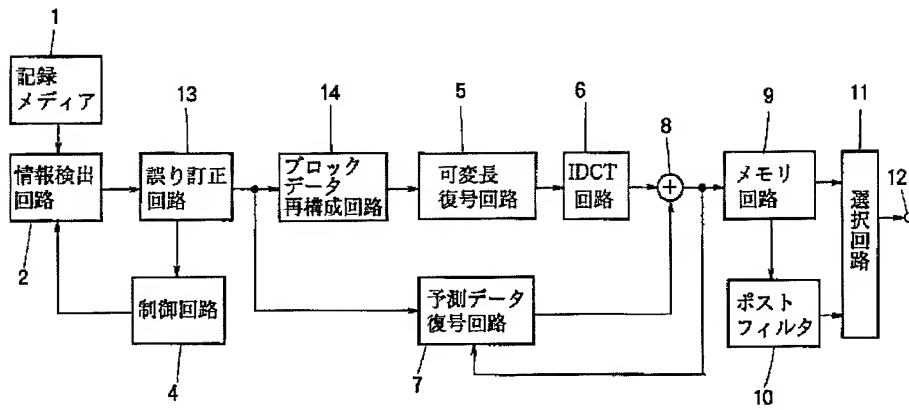 1
記録
メディア
情報検出
回路
2
13
誤り訂正
回路
制御回路
4
14
ブロック
データ
再構成回路
5
可変長
復号回路
6
IDCT
回路
8
予測データ
復号回路
7
9
メモリ
回路
ポスト
フィルタ
10
11
選択回路
12